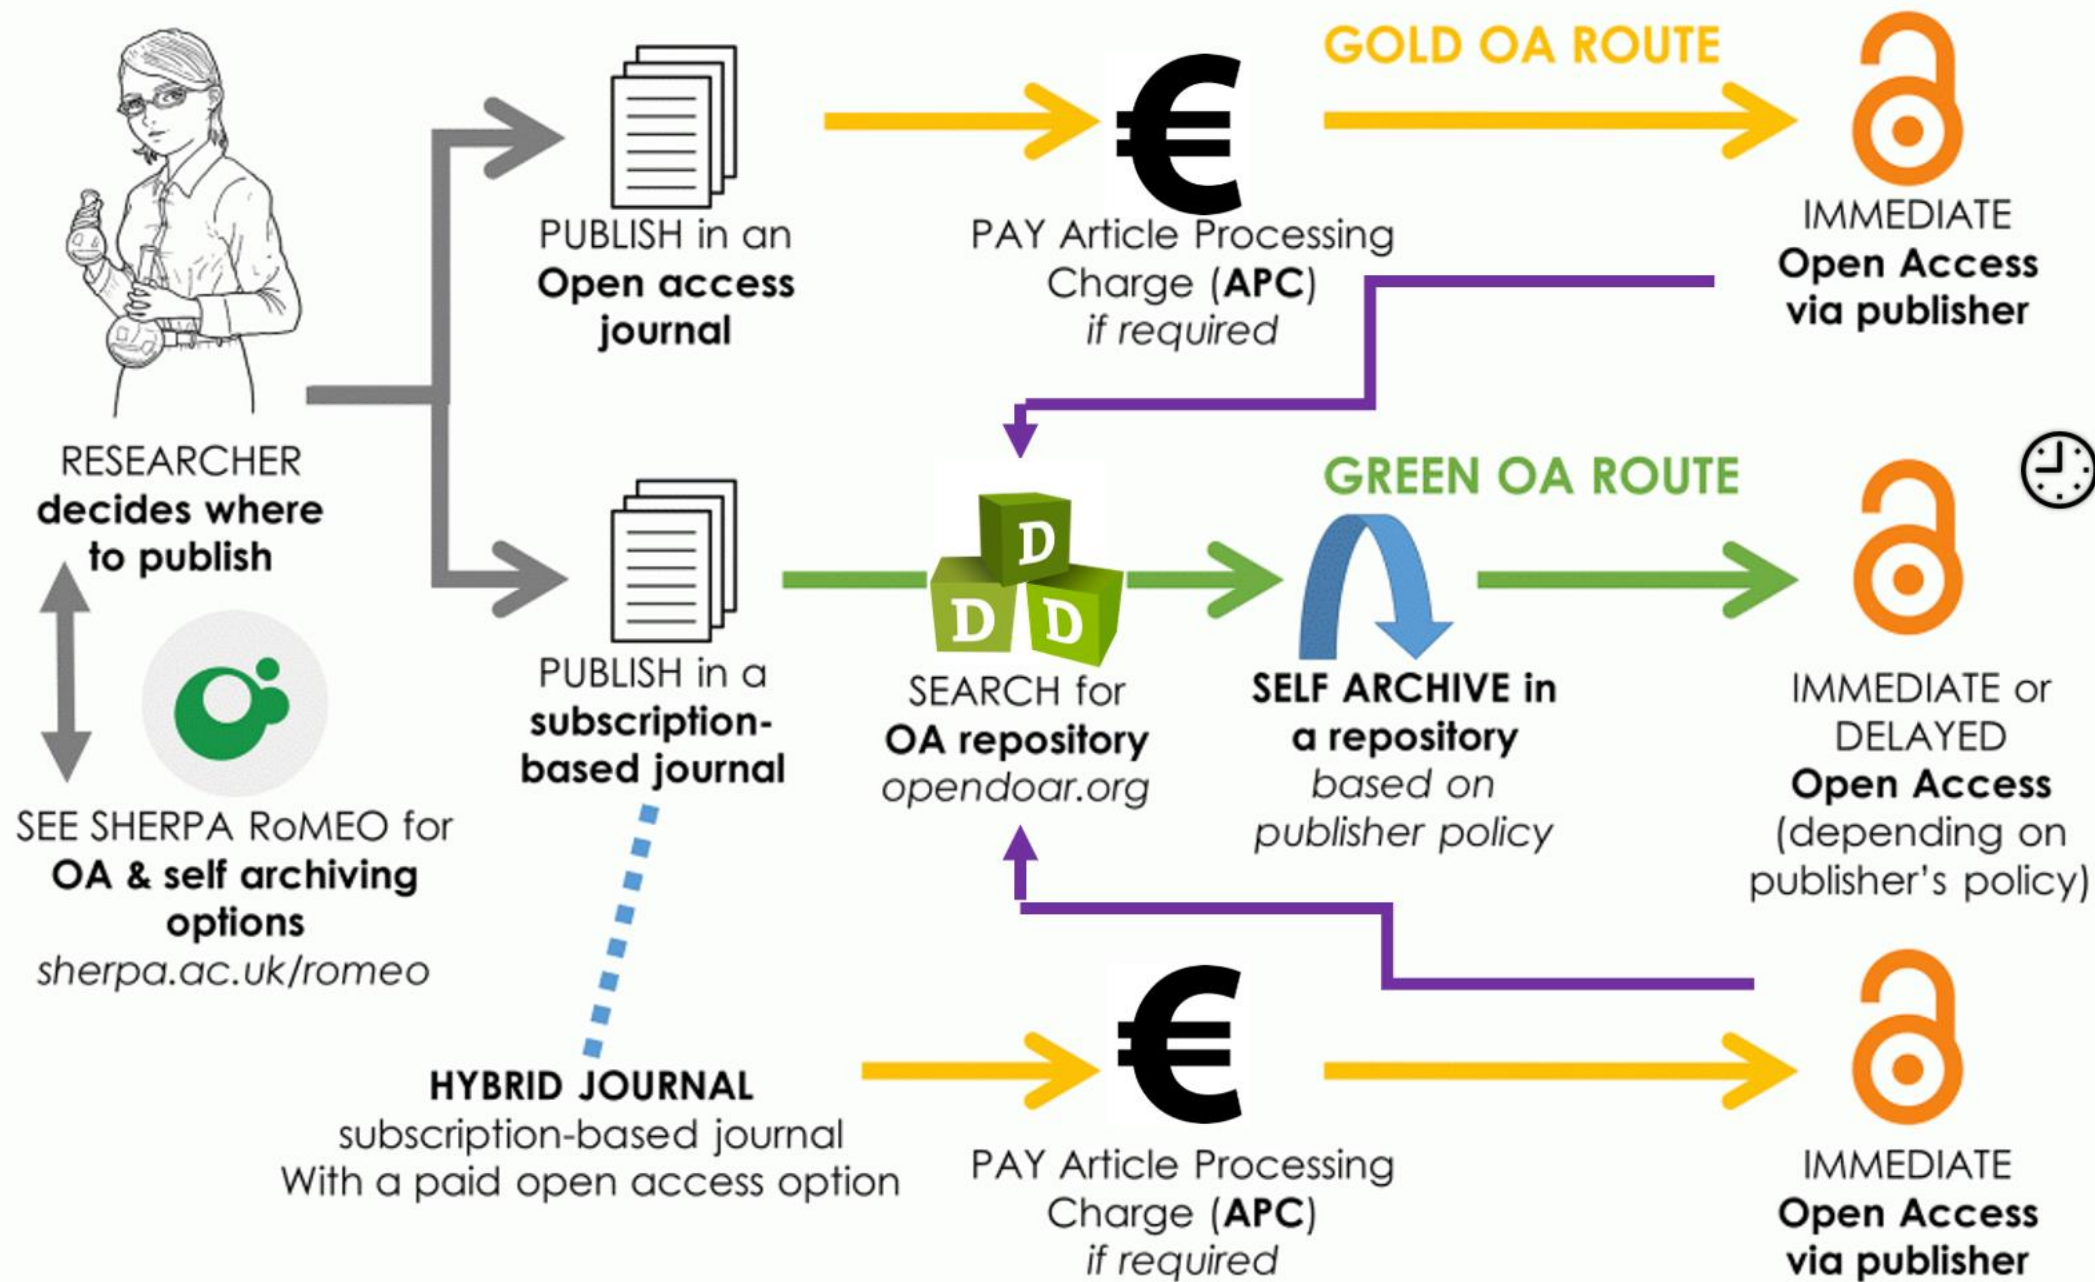 GOLD OA ROUTE
PUBLISH in an
Open access
journal
PAY Article Processing
Charge (APC)
if required
IMMEDIATE
Open Access
via publisher
RESEARCHER
decides where
to publish
SEE SHERPA RoMEO for
OA & self archiving
options
sherpa.ac.uk/romeo
GREEN OA ROUTE
PUBLISH in a
subscription-
based journal
D
D D
SEARCH for
OA repository
opendoar.org
SELF ARCHIVE in
a repository
based on
publisher policy
IMMEDIATE or
DELAYED
Open Access
(depending on
publisher's policy)
HYBRID JOURNAL
subscription-based journal
With a paid open access option
PAY Article Processing
Charge (APC)
if required
IMMEDIATE
Open Access
via publisher